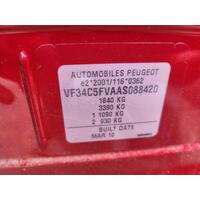 AUTOMOBILES PEUGEOT
e2*2001/116*0362
VF34C5FVAAS088420
1840 KG
3390 KG
1 1090 KG
2 930 KG
BUILT DATE
MAR 10